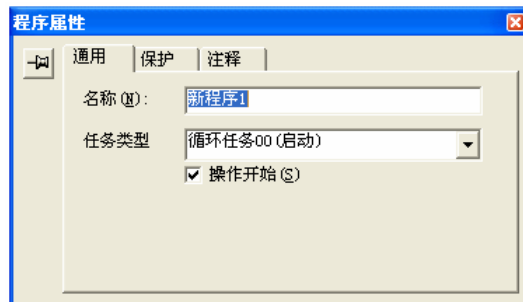 程序属性
通用 保护 注释
名称(N): 新程序1
任务类型 循环任务00(启动)
操作开始(S)